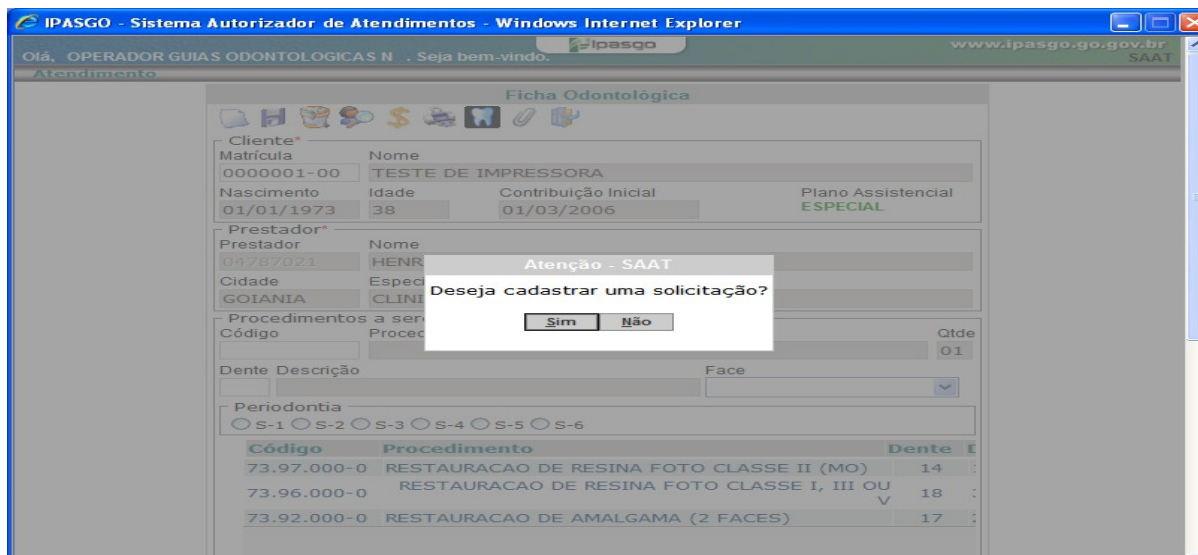 IPASGO - Sistema Autorizador de Atendimentos - Windows Internet Explorer
Ipasgo
www.ipasgo.go.gov.br
Olá, OPERADOR GUIAS ODONTOLOGICAS N . Seja bem-vindo.
SAAT
Atendimento
Ficha Odontológica
Cliente*
Matrícula Nome
0000001-00 TESTE DE IMPRESSORA
Nascimento Idade Contribuição Inicial Plano Assistencial
01/01/1973 38 01/03/2006 ESPECIAL
Prestador*
Prestador Nome
04787021 HENR
Atenção - SAAT
Cidade Especi
Deseja cadastrar uma solicitação?
GOIANIA CLINI
Sim Não
Procedimentos a ser
Código Proced Qtde
01
Dente Descrição Face
Periodontia
S-1 S-2 S-3 S-4 S-5 S-6
Código Procedimento Dente
73.97.000-0 RESTAURACAO DE RESINA FOTO CLASSE II (MO) 14
73.96.000-0 RESTAURACAO DE RESINA FOTO CLASSE I, III OU V 18
73.92.000-0 RESTAURACAO DE AMALGAMA (2 FACES) 17